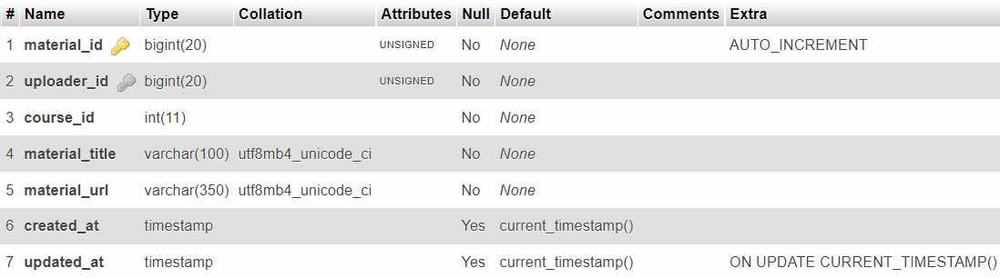 # Name Type Collation Attributes Null Default Comments Extra
1 material_id bigint(20) UNSIGNED No None AUTO_INCREMENT
2 uploader_id bigint(20) UNSIGNED No None
3 course_id int(11) No None
4 material_title varchar(100) utf8mb4_unicode_ci No None
5 material_url varchar(350) utf8mb4_unicode_ci No None
6 created_at timestamp Yes current_timestamp()
7 updated_at timestamp Yes current_timestamp() ON UPDATE CURRENT_TIMESTAMP()